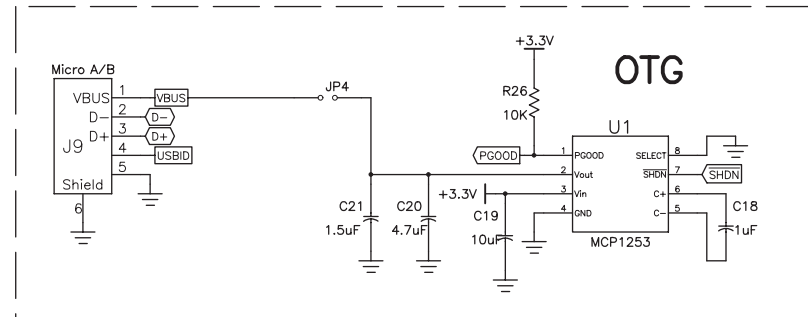 +3.3V
OTG
Micro A/B
JP4
R26
10K
VBUS 1 VBUS
D- 2 D-
D+ 3 D+
J9
4 USBID
5
Shield
6
U1
PGOOD 1 PGOOD SELECT 8
2 Vout SHDN 7 SHDN
+3.3V 3 Vin C+ 6
4 GND C- 5
MCP1253
C21
1.5uF
C20
4.7uF
C19
10uF
C18
1uF